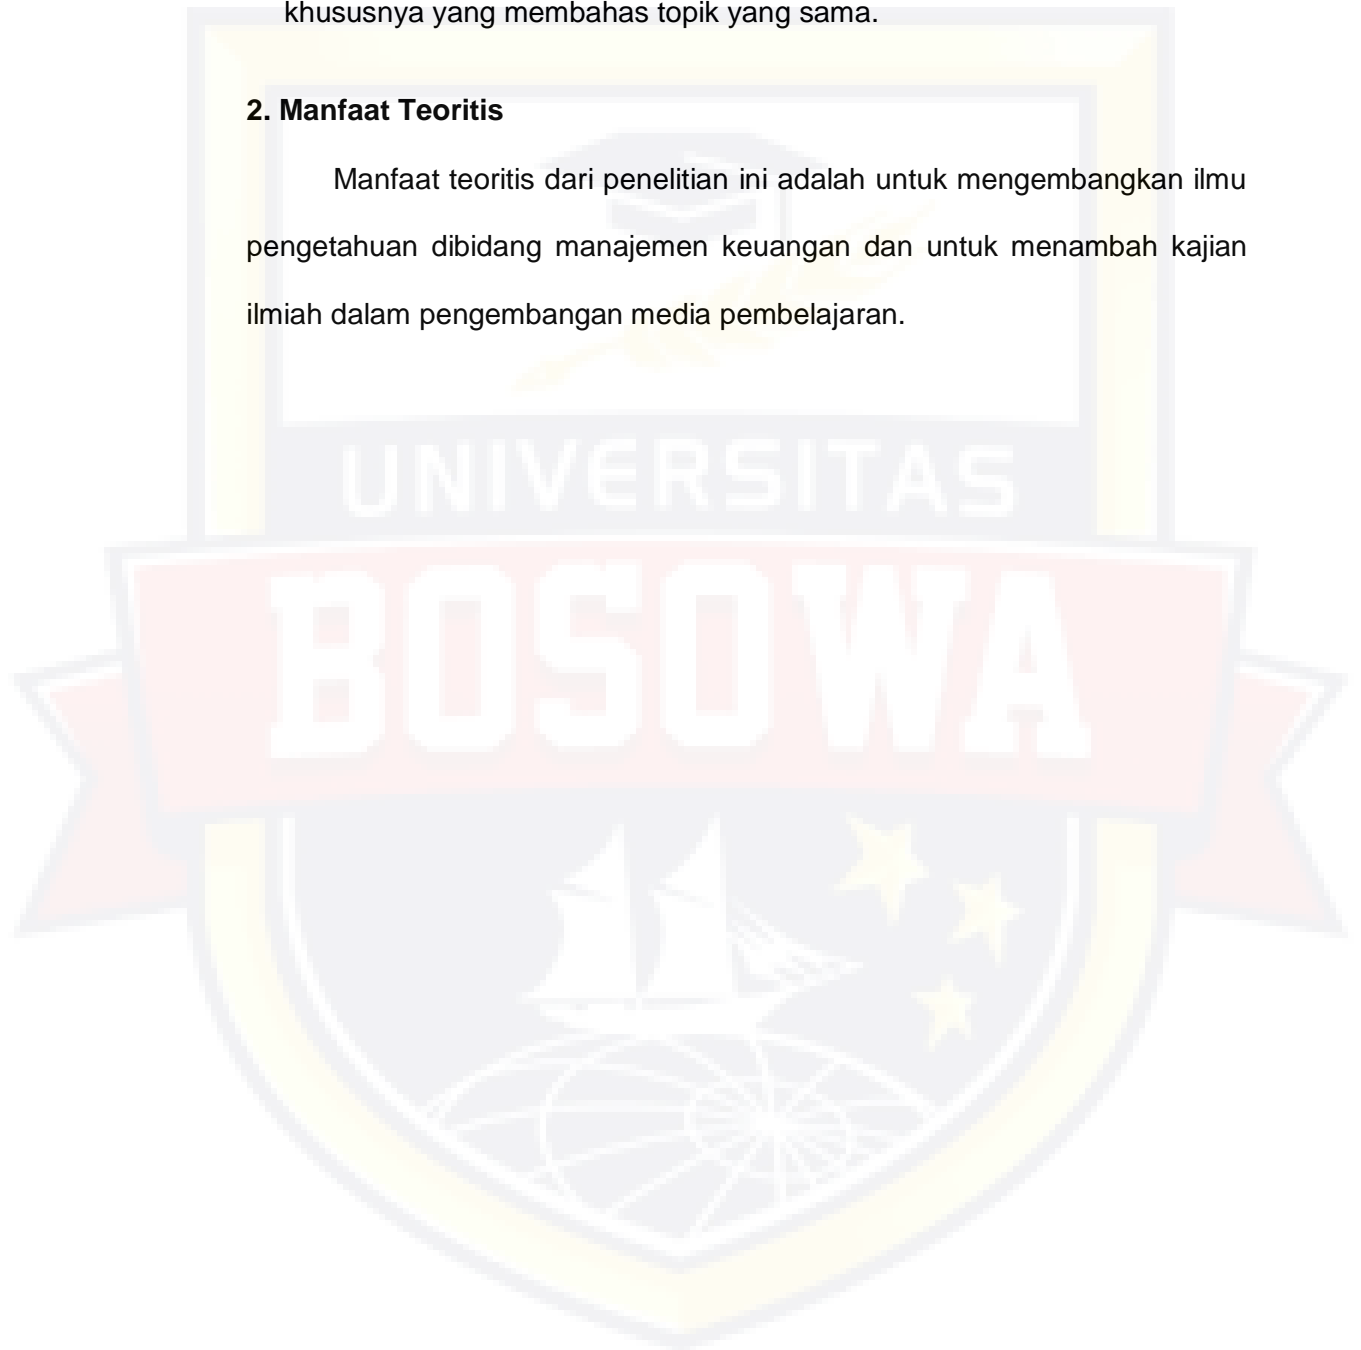 khususnya yang membahas topik yang sama.
2. Manfaat Teoritis
Manfaat teoritis dari penelitian ini adalah untuk mengembangkan ilmu
pengetahuan dibidang manajemen keuangan dan untuk menambah kajian
ilmiah dalam pengembangan media pembelajaran.
UNIVERSITAS
BOSOWA